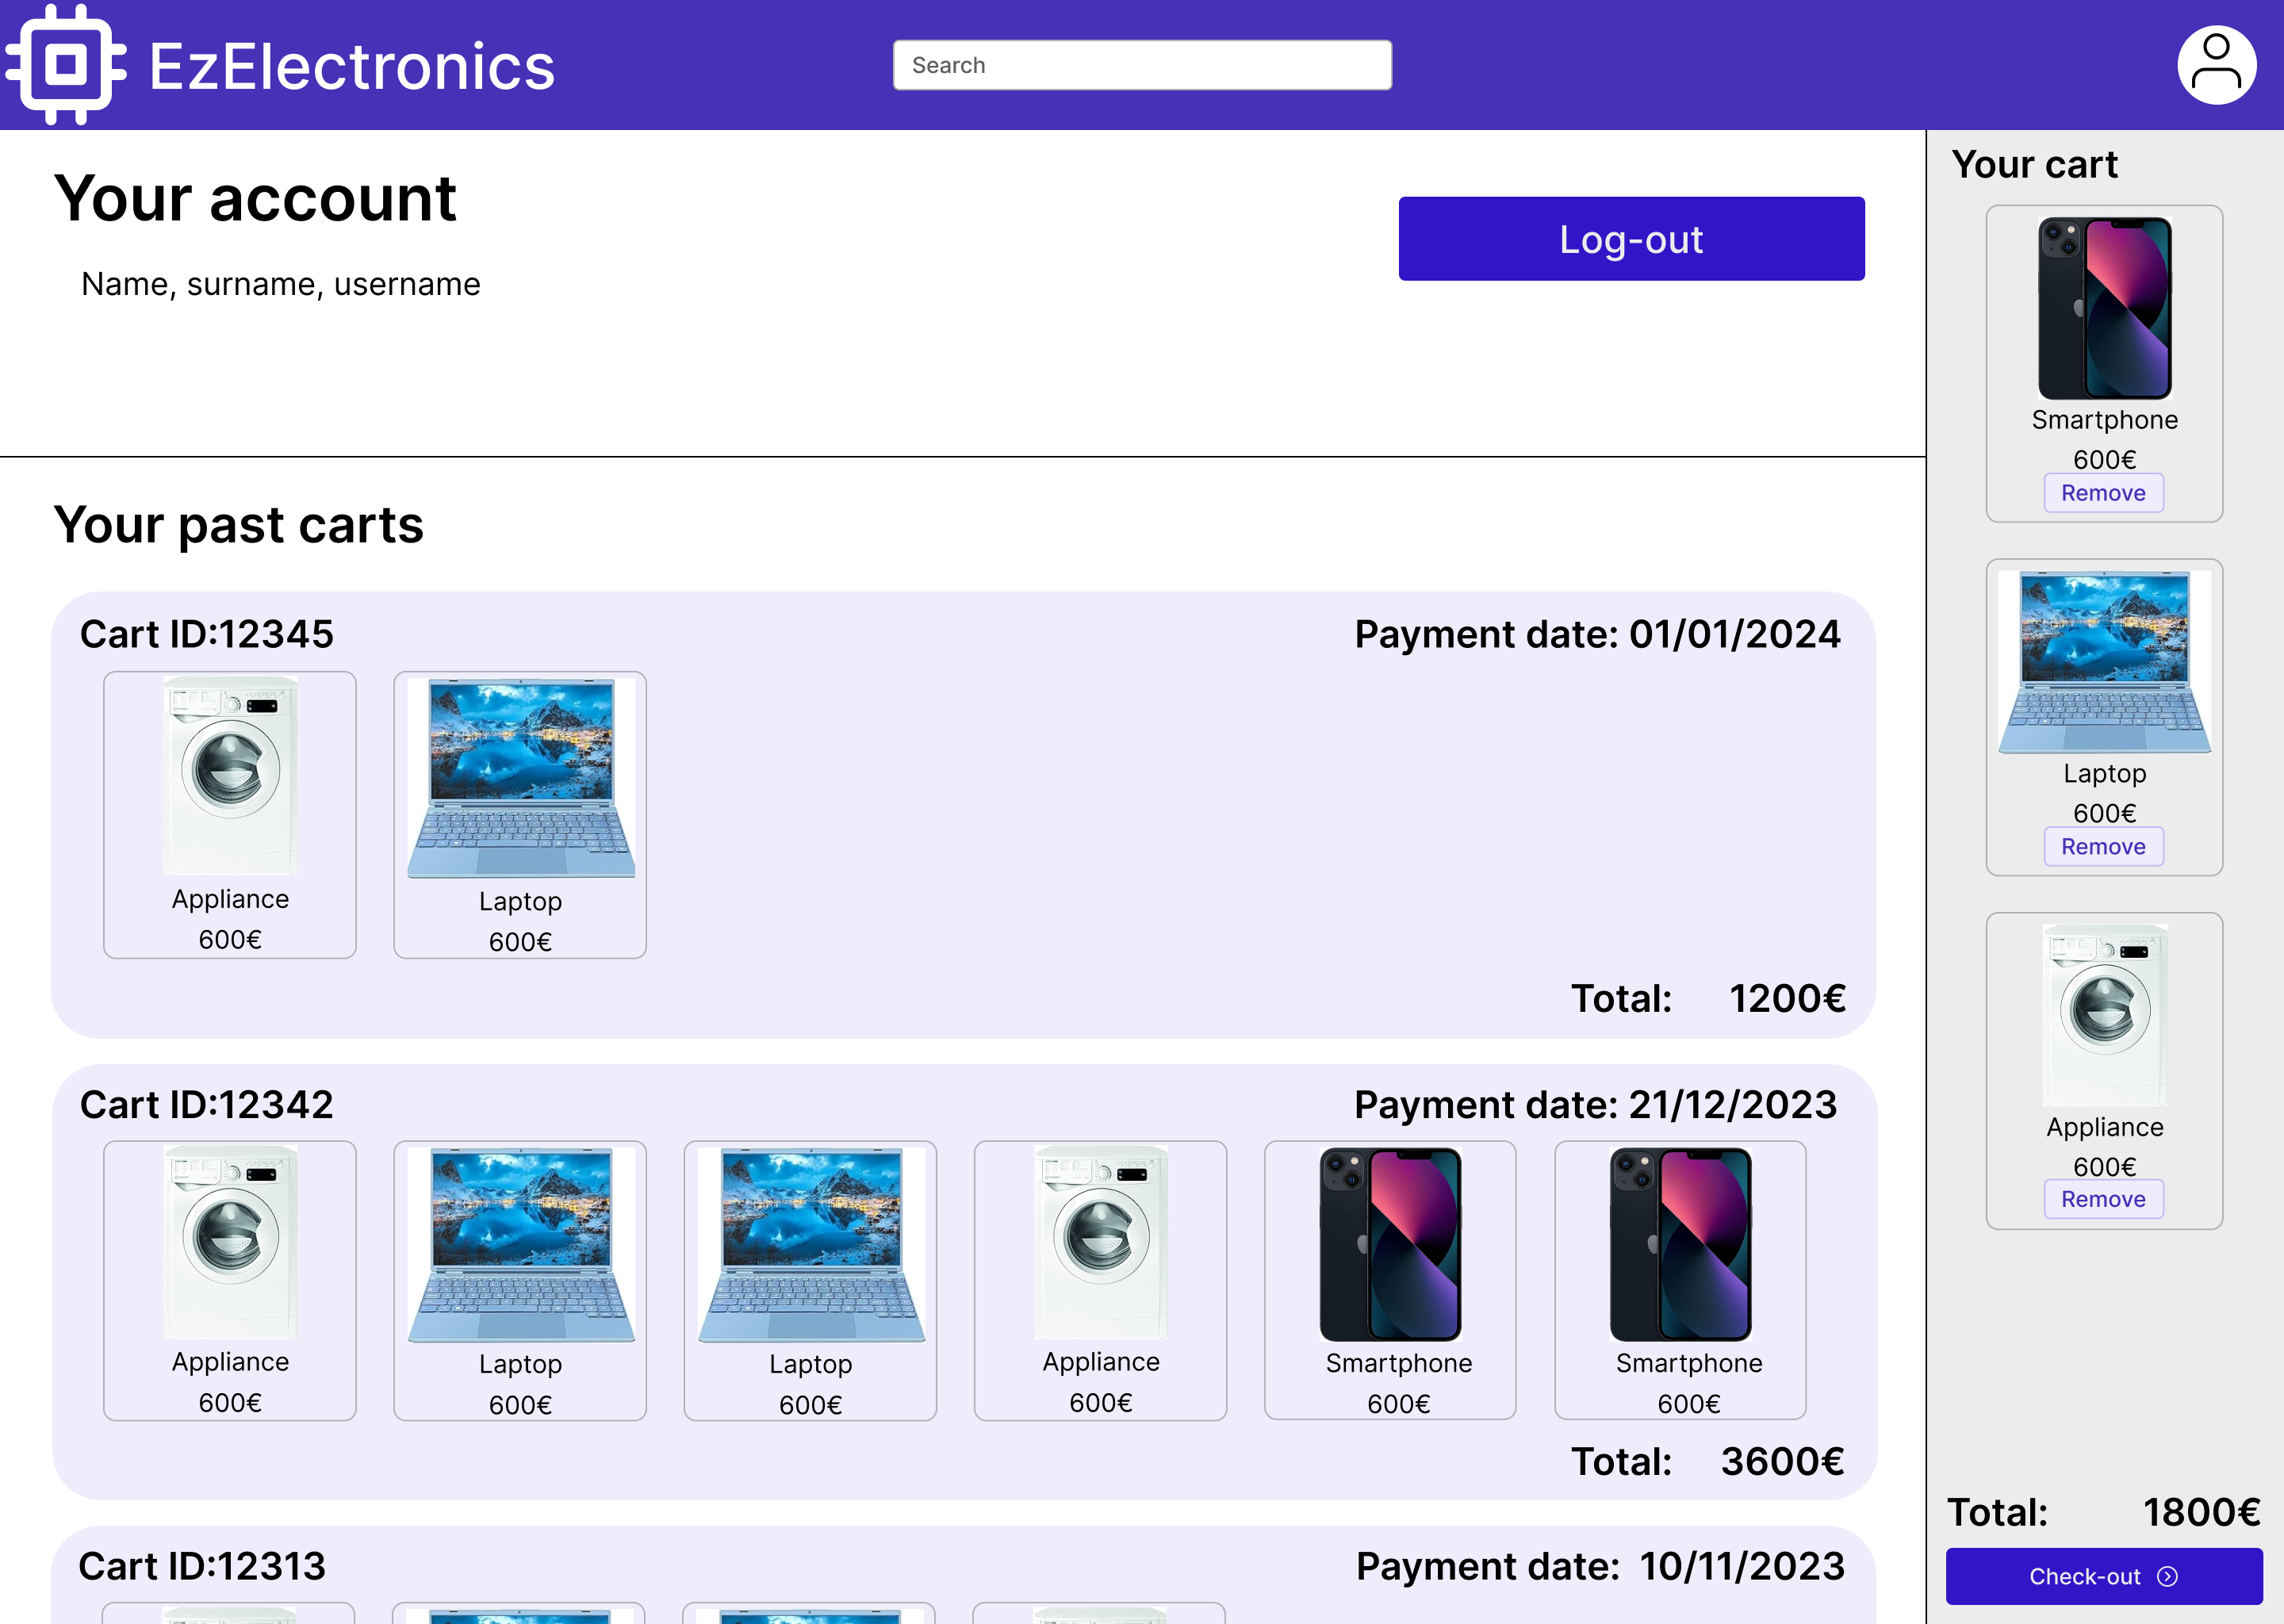 EzElectronics
Search
Your account
Log-out
Name, surname, username
Your past carts
Cart ID:12345
Payment date: 01/01/2024
Appliance
600€
Laptop
600€
Total: 1200€
Cart ID:12342
Payment date: 21/12/2023
Appliance
600€
Laptop
600€
Laptop
600€
Appliance
600€
Smartphone
600€
Smartphone
600€
Total: 3600€
Cart ID:12313
Payment date: 10/11/2023
Your cart
Smartphone
600€
Remove
Laptop
600€
Remove
Appliance
600€
Remove
Total: 1800€
Check-out